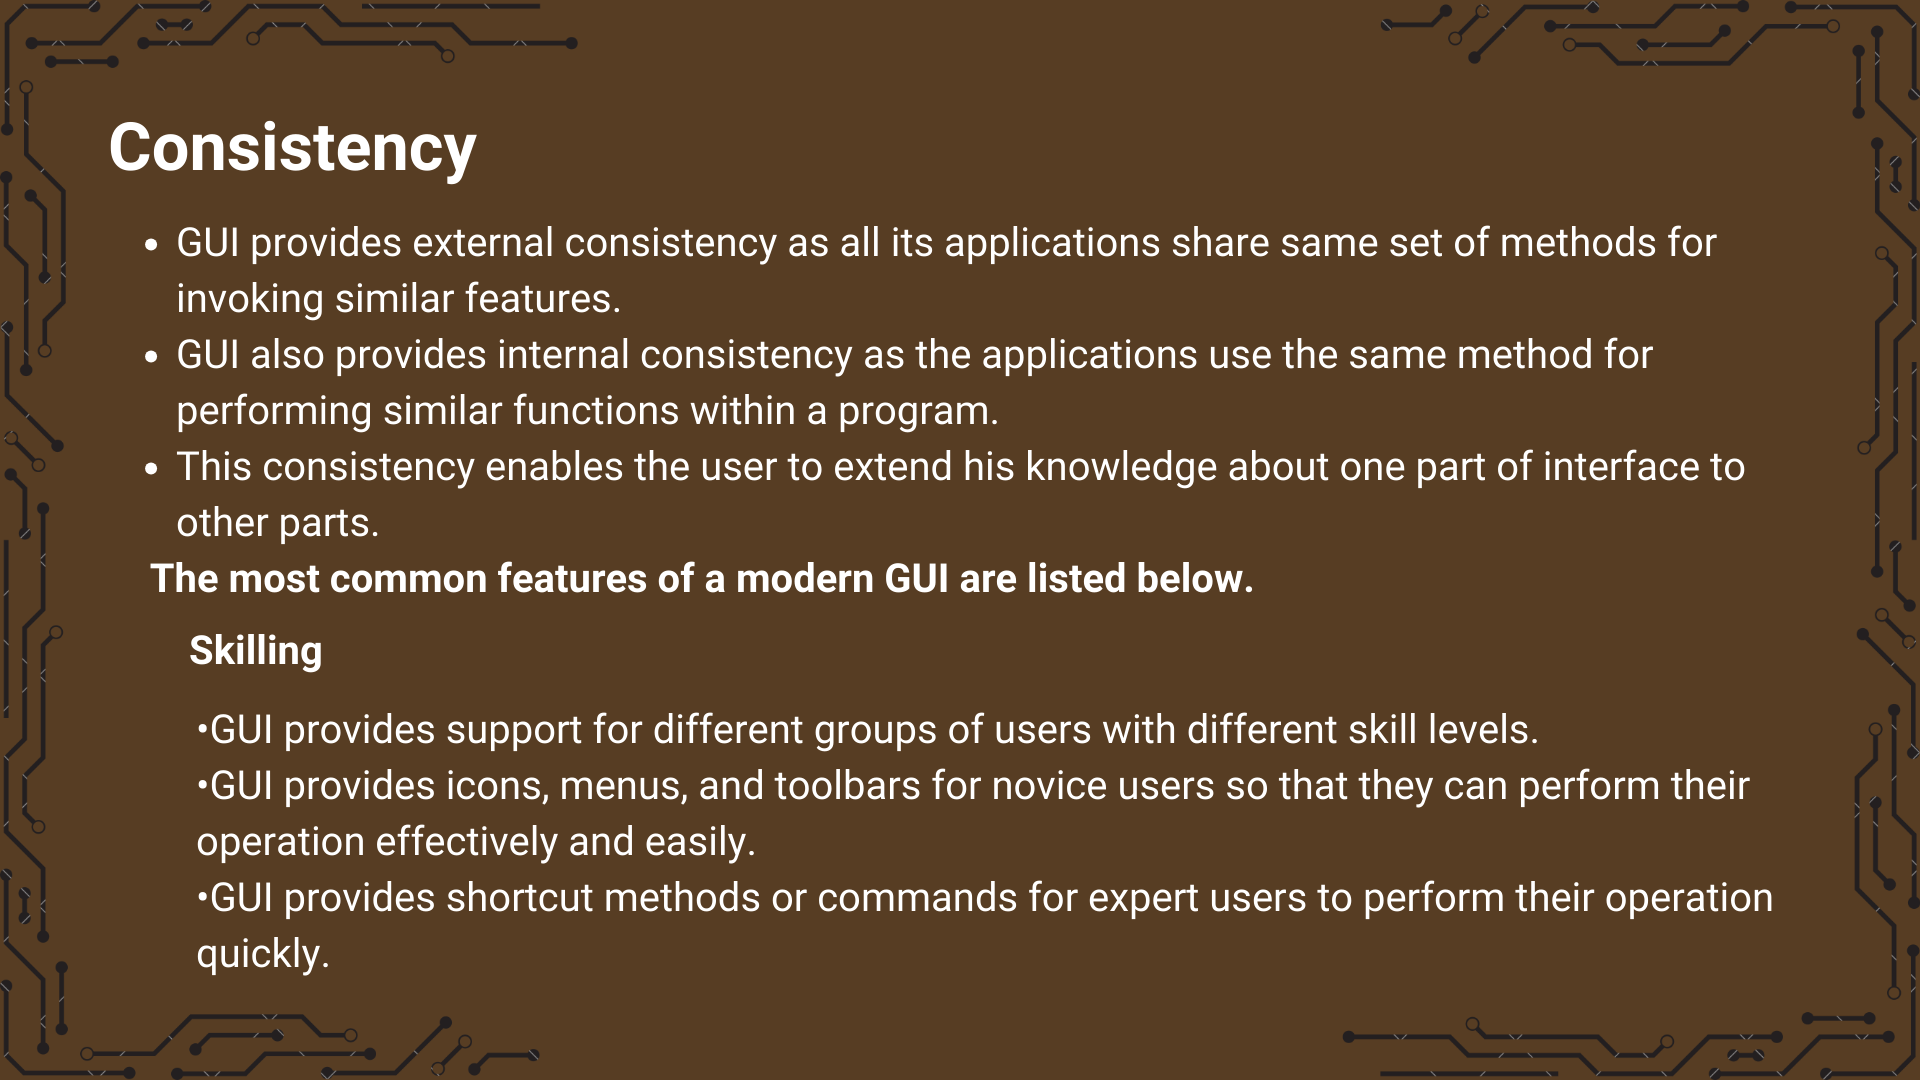 Consistency
• GUI provides external consistency as all its applications share same set of methods for
invoking similar features.
• GUI also provides internal consistency as the applications use the same method for
performing similar functions within a program.
• This consistency enables the user to extend his knowledge about one part of interface to
other parts.
The most common features of a modern GUI are listed below.
Skilling
•GUI provides support for different groups of users with different skill levels.
•GUI provides icons, menus, and toolbars for novice users so that they can perform their
operation effectively and easily.
•GUI provides shortcut methods or commands for expert users to perform their operation
quickly.